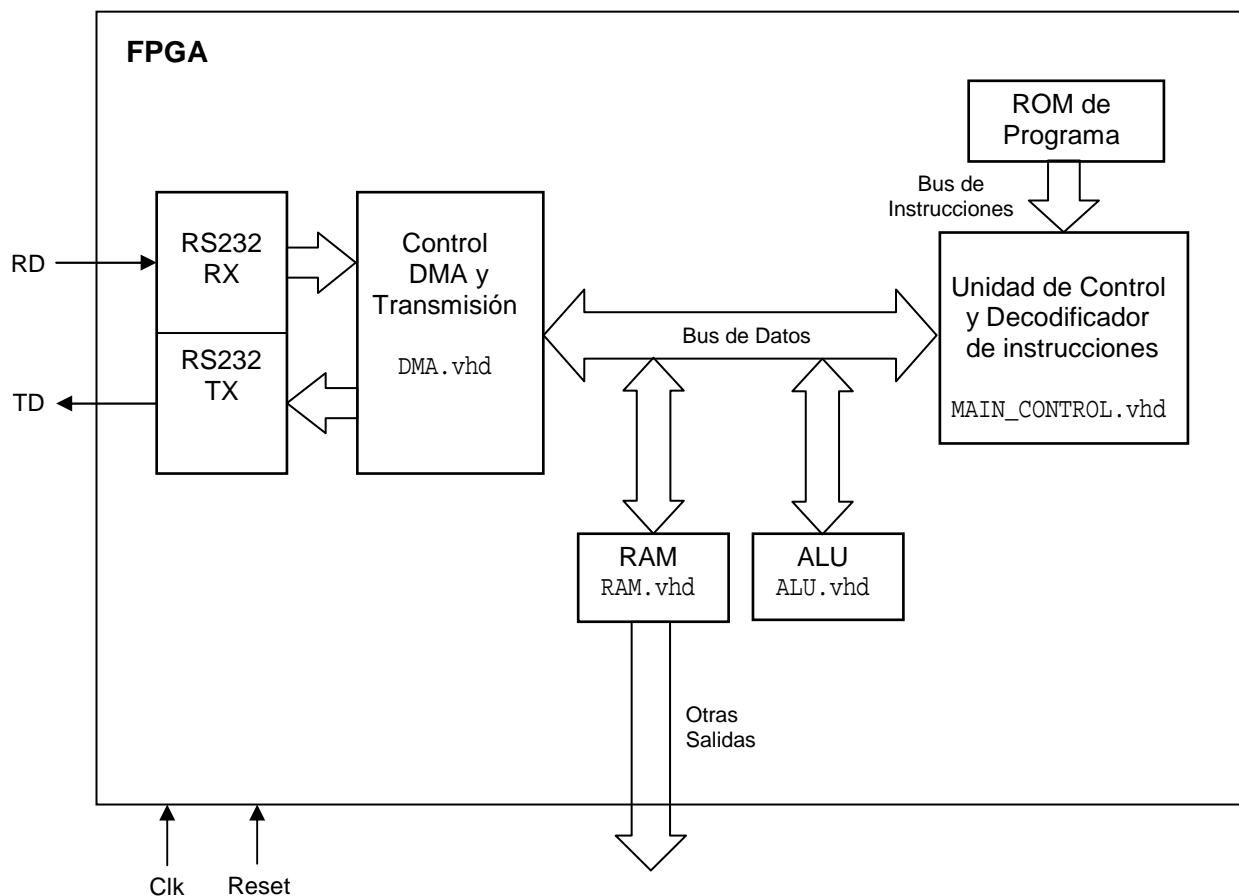 FPGA
ROM de
Programa
Bus de
Instrucciones
RS232
RX
Control
DMA y
Transmisión
DMA.vhd
RD
Unidad de Control
y Decodificador
de instrucciones
MAIN_CONTROL.vhd
Bus de Datos
RS232
TX
TD
RAM
RAM.vhd
ALU
ALU.vhd
Otras
Salidas
Clk
Reset